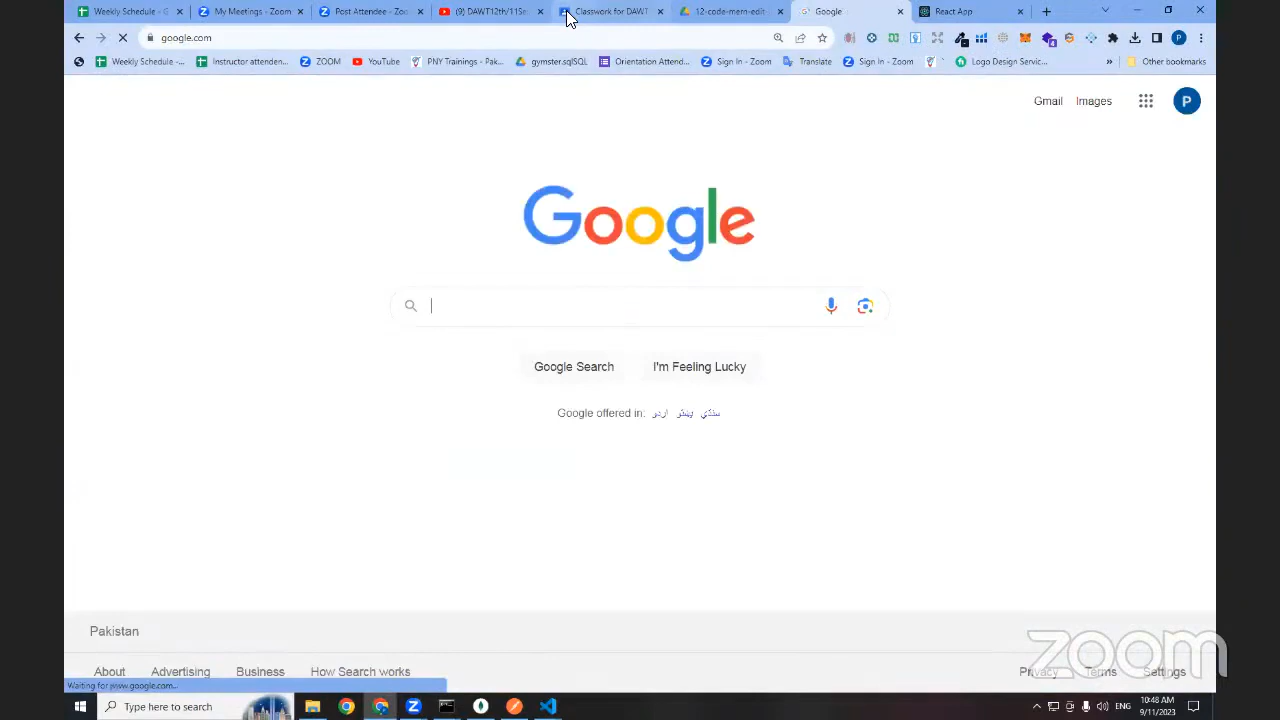 Weekly Schedule - G
My Meetings - Zoom
Post Attendee - Zoo
(9) DAWT12th/11Se
Classwork for DAWT
12-code-mern-edit-
Google
React App
google.com
Weekly Schedule -...
Instructor attenden...
ZOOM
YouTube
PNY Trainings - Pak...
gymster.sqlSQL
Orientation Attend...
Sign In - Zoom
Translate
Sign In - Zoom
Logo Design Servic...
Other bookmarks
Gmail
Images
P
Google
Google Search
I'm Feeling Lucky
Google offered in: اردو پښتو سنڌي
Pakistan
About
Advertising
Business
How Search works
Privacy
Terms
Settings
zoom
Waiting for www.google.com...
Type here to search
ENG
10:48 AM
9/11/2023